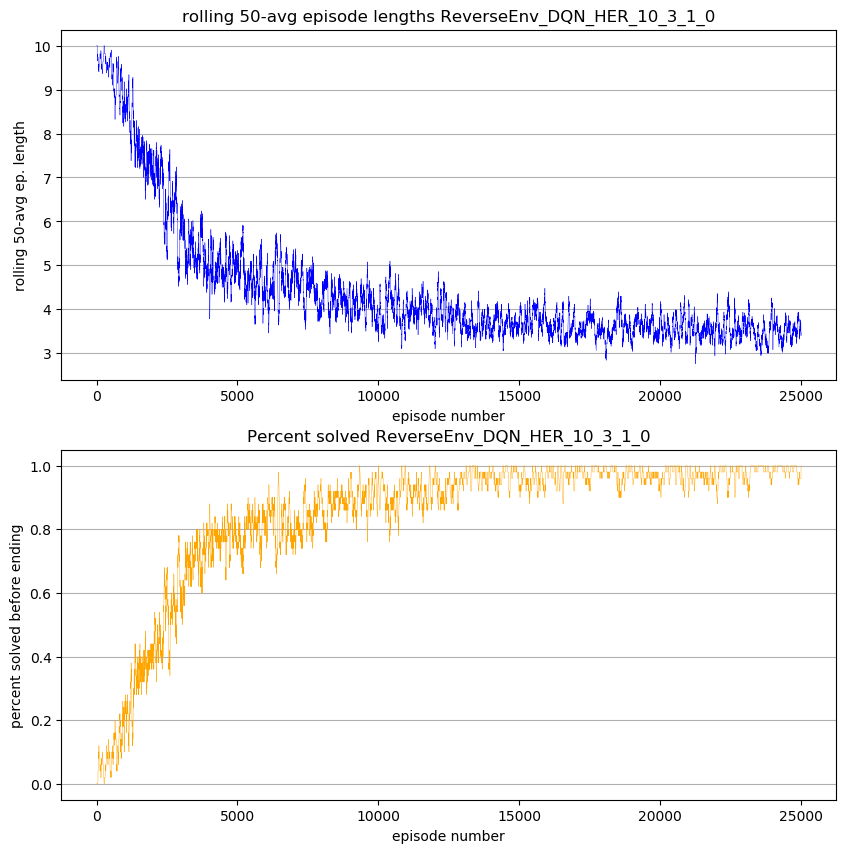 rolling 50-avg episode lengths ReverseEnv_DQN_HER_10_3_1_0
10
9
8
7
6
5
4
3
rolling 50-avg ep. length
0 5000 10000 15000 20000 25000
episode number
Percent solved ReverseEnv_DQN_HER_10_3_1_0
1.0
0.8
0.6
0.4
0.2
0.0
percent solved before ending
0 5000 10000 15000 20000 25000
episode number